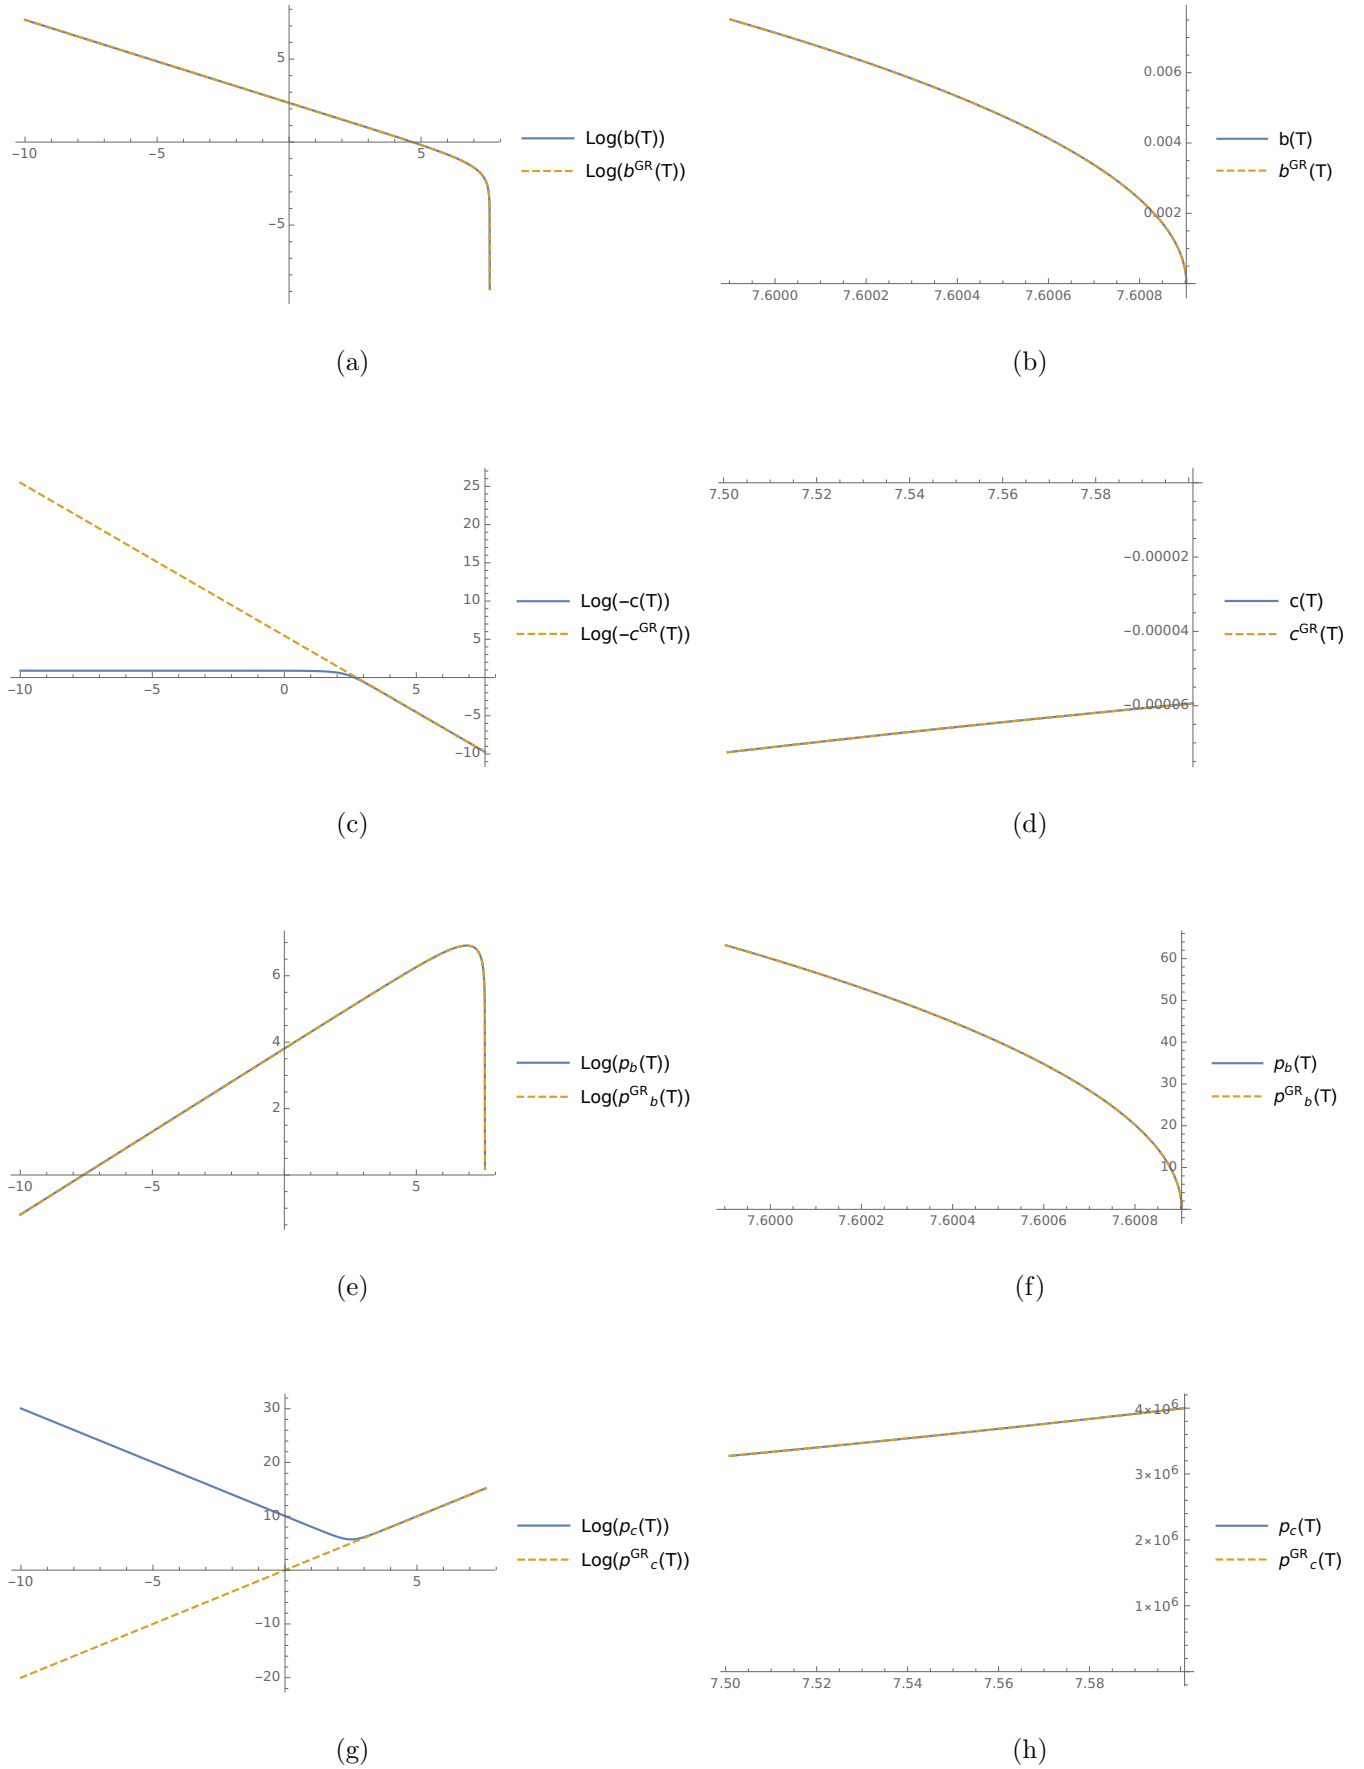 5
−10
−5
5
−5
Log(b(T))
Log(b^GR(T))
(a)
0.006
0.004
0.002
7.6000
7.6002
7.6004
7.6006
7.6008
b(T)
b^GR(T)
(b)
25
20
15
10
5
−10
−5
0
5
−5
−10
Log(−c(T))
Log(−c^GR(T))
(c)
7.50
7.52
7.54
7.56
7.58
−0.00002
−0.00004
−0.00006
c(T)
c^GR(T)
(d)
6
4
2
−10
−5
5
Log(p_b(T))
Log(p^GR_b(T))
(e)
60
50
40
30
20
10
7.6000
7.6002
7.6004
7.6006
7.6008
p_b(T)
p^GR_b(T)
(f)
30
20
10
−10
−5
5
−10
−20
Log(p_c(T))
Log(p^GR_c(T))
(g)
4×10^6
3×10^6
2×10^6
1×10^6
7.50
7.52
7.54
7.56
7.58
p_c(T)
p^GR_c(T)
(h)